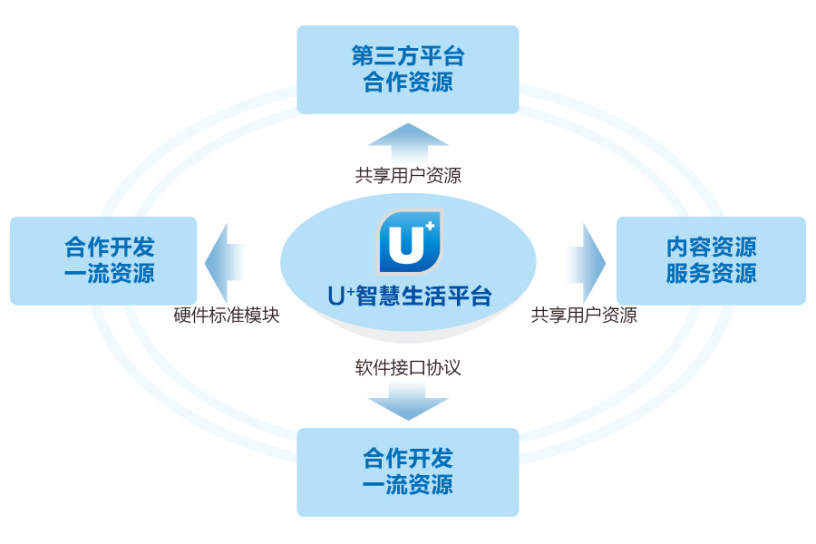 第三方平台
合作资源
共享用户资源
合作开发
一流资源
U+
U⁺智慧生活平台
内容资源
服务资源
硬件标准模块
共享用户资源
软件接口协议
合作开发
一流资源